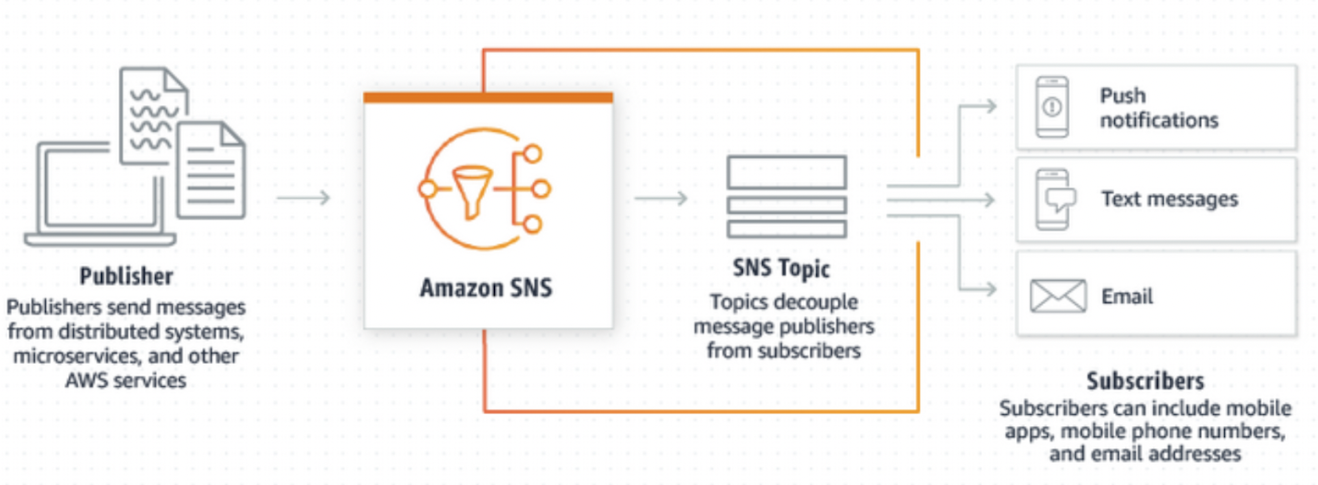 Publisher
Publishers send messages
from distributed systems,
microservices, and other
AWS services
Amazon SNS
SNS Topic
Topics decouple
message publishers
from subscribers
Push
notifications
Text messages
Email
Subscribers
Subscribers can include mobile
apps, mobile phone numbers,
and email addresses